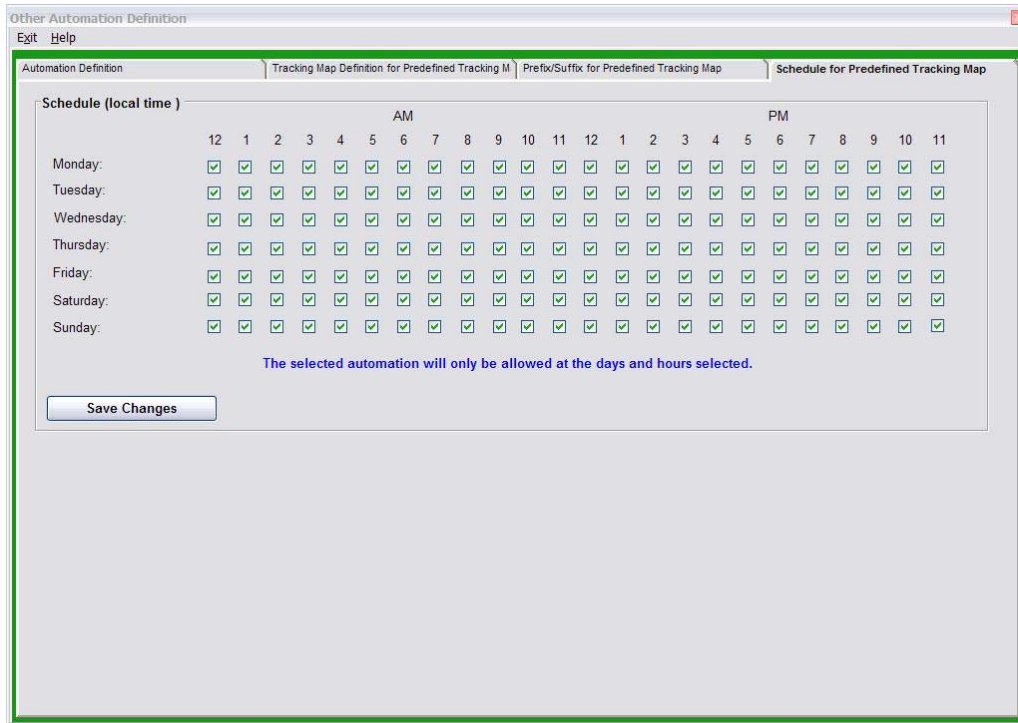 Other Automation Definition
Exit Help
Automation Definition
Tracking Map Definition for Predefined Tracking M
Prefix/Suffix for Predefined Tracking Map
Schedule for Predefined Tracking Map
Schedule (local time )
AM PM
12 1 2 3 4 5 6 7 8 9 10 11 12 1 2 3 4 5 6 7 8 9 10 11
Monday:
Tuesday:
Wednesday:
Thursday:
Friday:
Saturday:
Sunday:
The selected automation will only be allowed at the days and hours selected.
Save Changes